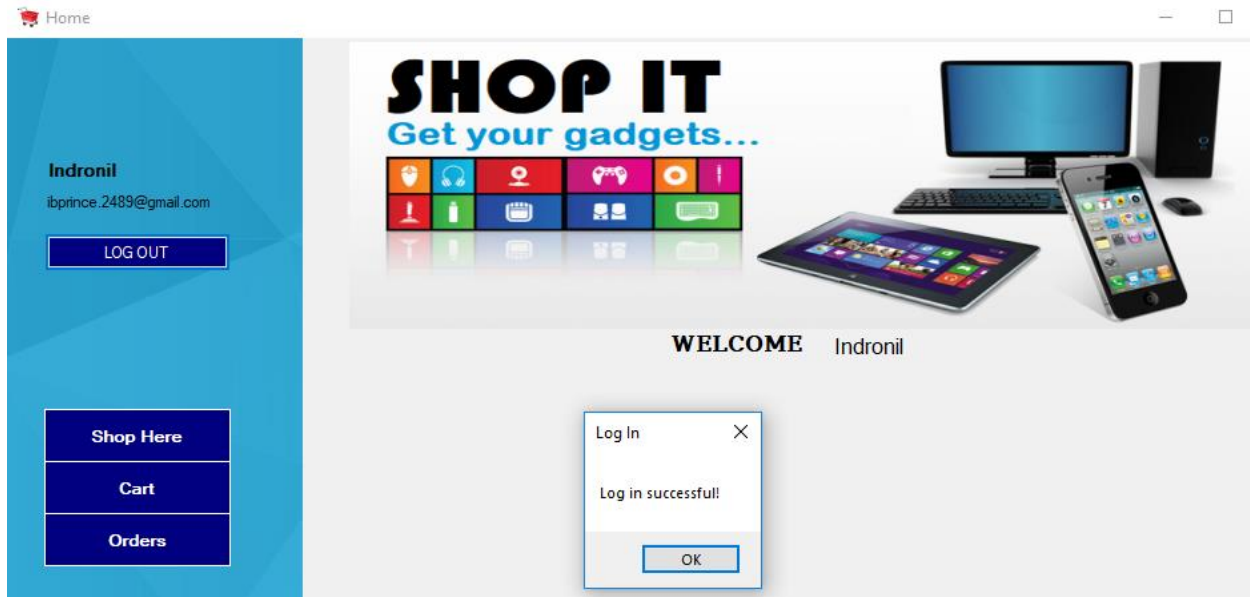 Home
Indronil
ibprince.2489@gmail.com
LOG OUT
Shop Here
Cart
Orders
SHOP IT
Get your gadgets...
WELCOME Indronil
Log In
Log in successful!
OK